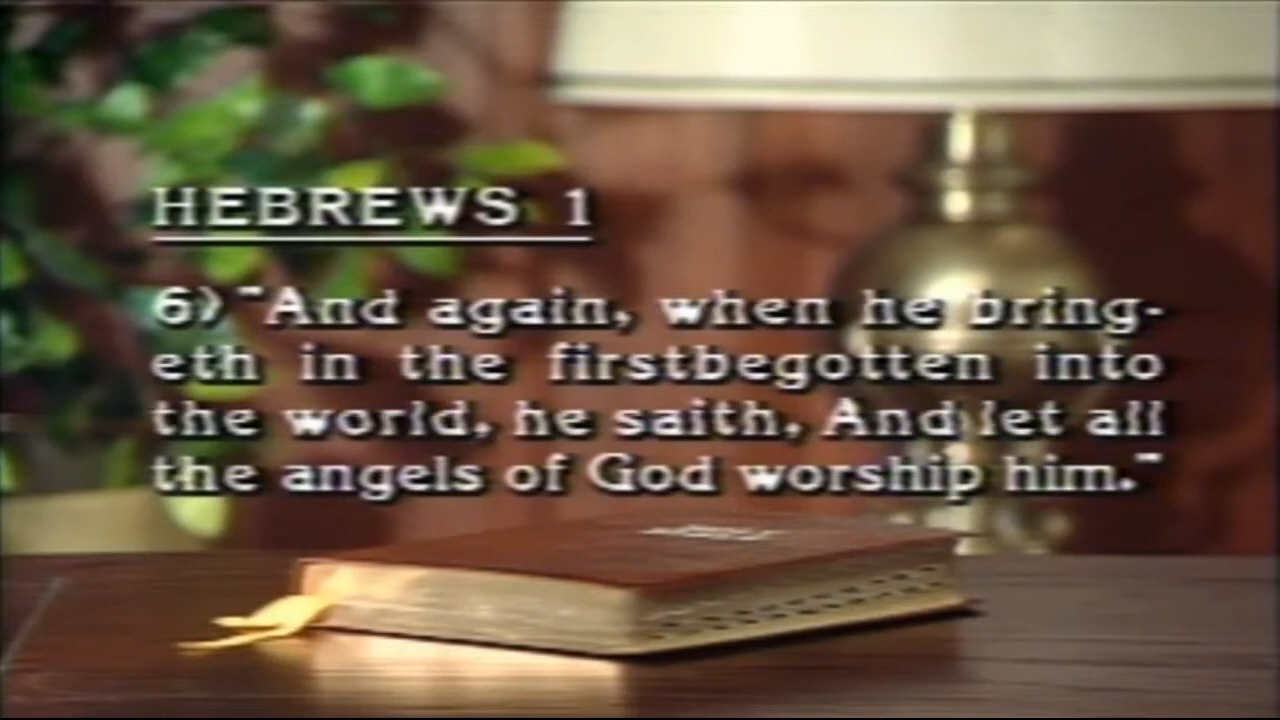 HEBREWS 1
6) "And again, when he bring-
eth in the firstbegotten into
the world, he saith, And let all
the angels of God worship him."